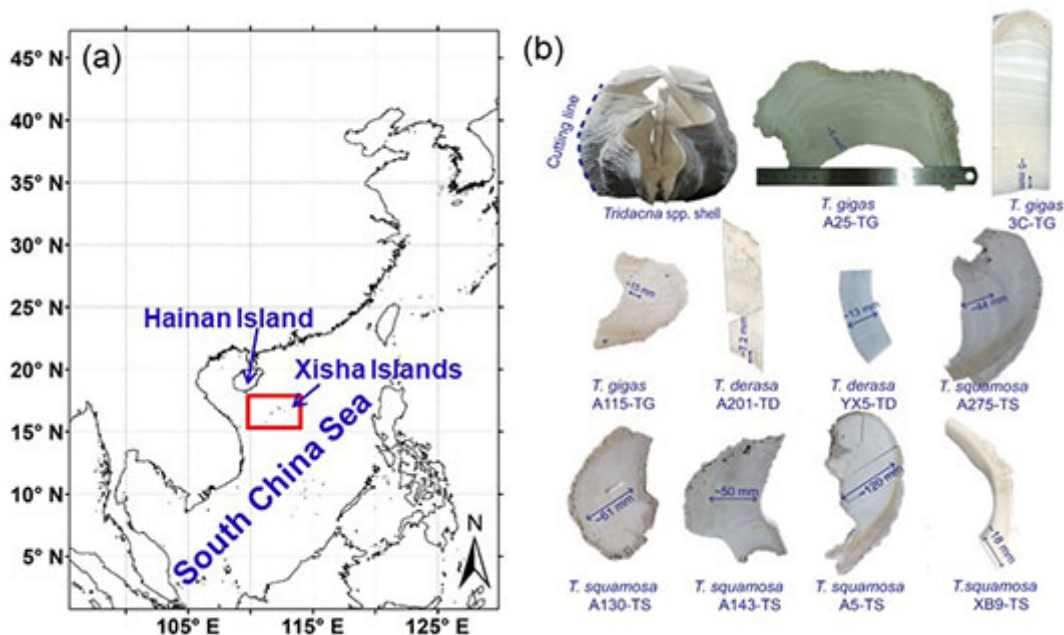 (a)
45° N
40° N
35° N
30° N
25° N
20° N
15° N
10° N
5° N
105° E
115° E
125° E
Hainan Island
Xisha Islands
South China Sea
N
(b)
Cutting line
Tridacna spp. shell
T. gigas
A25-TG
T. gigas
3C-TG
~15 mm
T. gigas
A115-TG
T. derasa
A201-TD
~13 mm
T. derasa
YX5-TD
~44 mm
T. squamosa
A275-TS
~61 mm
T. squamosa
A130-TS
~50 mm
T. squamosa
A143-TS
~120 mm
T. squamosa
A5-TS
~18 mm
T.squamosa
XB9-TS